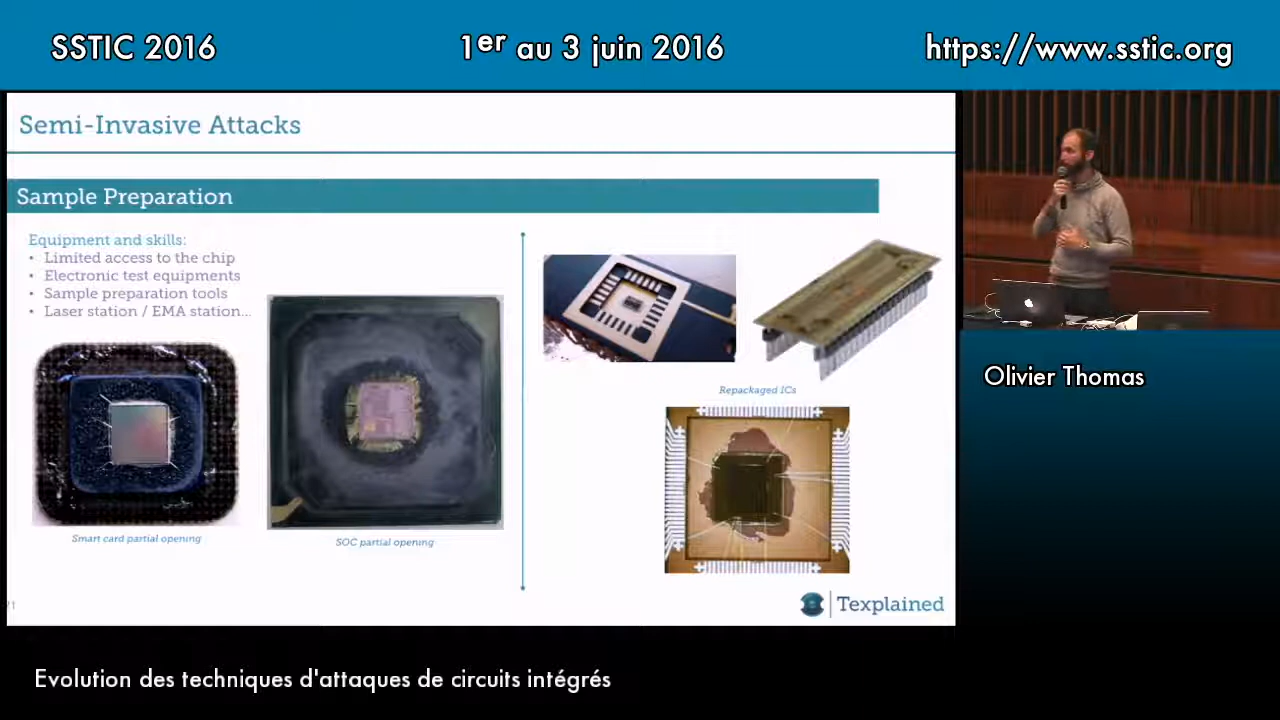 SSTIC 2016
1er au 3 juin 2016
https://www.sstic.org
Semi-Invasive Attacks
Sample Preparation
Equipment and skills:
• Limited access to the chip
• Electronic test equipments
• Sample preparation tools
• Laser station / EMA station...
Smart card partial opening
SOC partial opening
Repackaged ICs
Texplained
Olivier Thomas
Evolution des techniques d'attaques de circuits intégrés